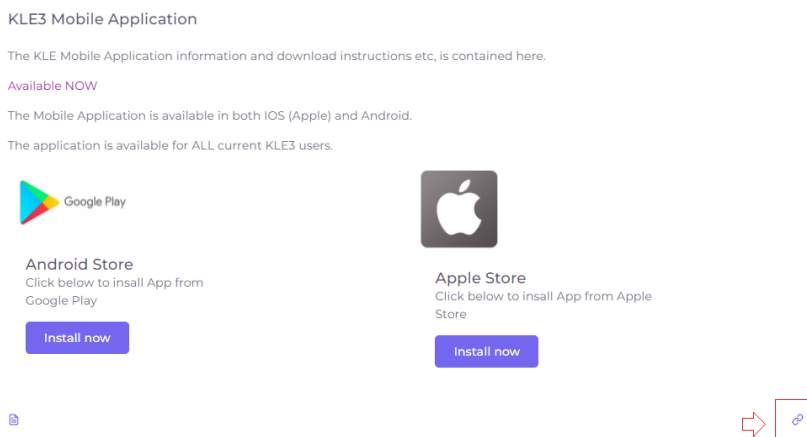 KLE3 Mobile Application
The KLE Mobile Application information and download instructions etc, is contained here.
Available NOW
The Mobile Application is available in both IOS (Apple) and Android.
The application is available for ALL current KLE3 users.
Google Play
Android Store
Click below to insall App from
Google Play
Install now
Apple Store
Click below to insall App from Apple
Store
Install now